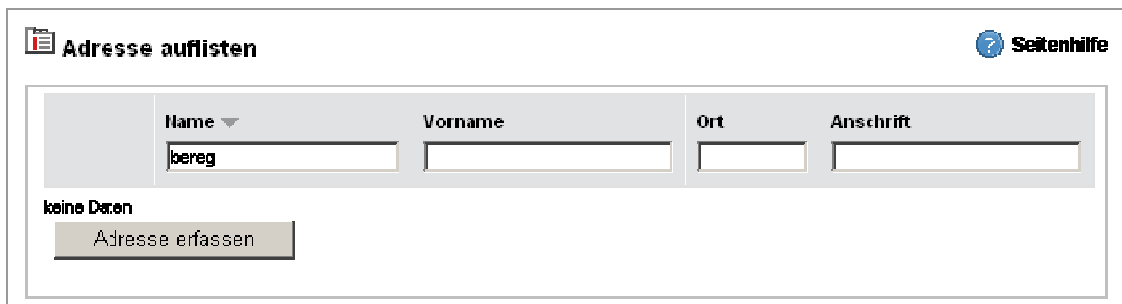 Adresse auflisten
Seitenhilfe
Name Vorname Ort Anschrift
bereg
keine Daten
Adresse erfassen